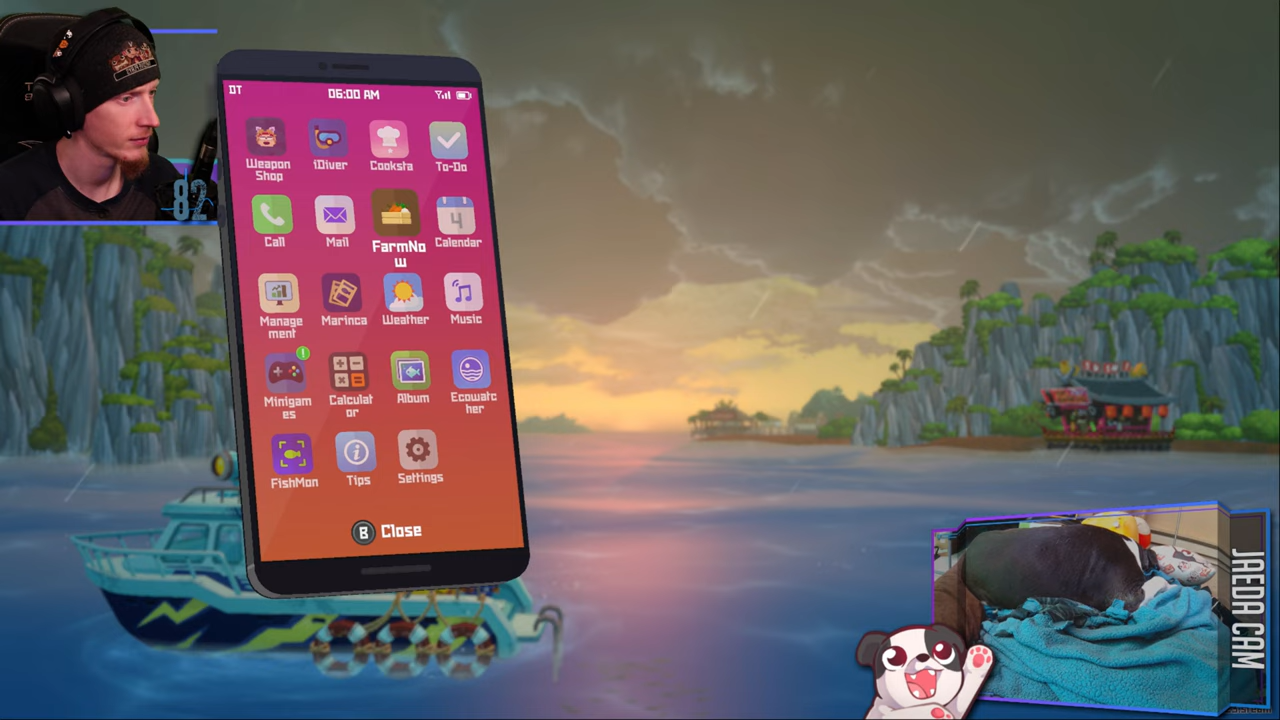 DT
06:00 AM
Weapon
Shop
iDiver
Cooksta
To-Do
Call
Mail
FarmNo
w
4
Calendar
Manage
ment
Marinca
Weather
Music
!
Minigam
es
Calculat
or
Album
Ecowatc
her
FishMon
Tips
Settings
B Close
82
JAEDA CAM